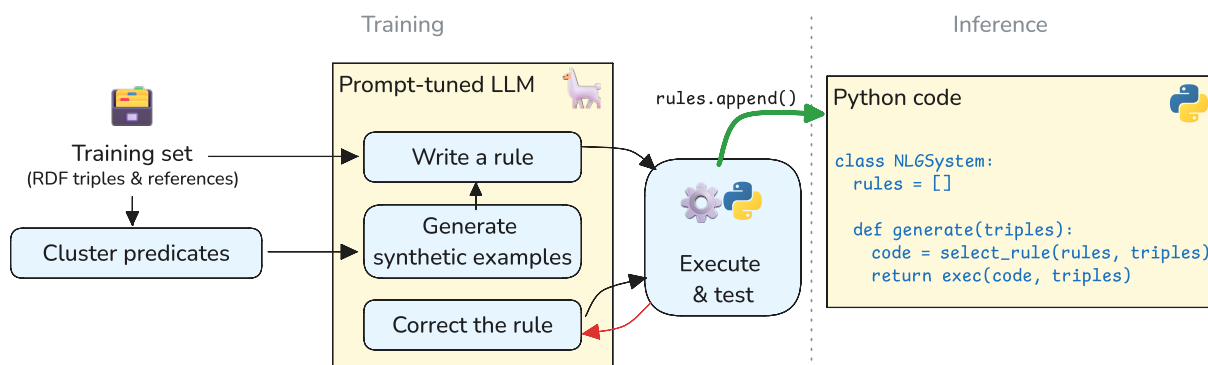 Training
Inference
Prompt-tuned LLM
rules.append()
Python code
Training set
(RDF triples & references)
Write a rule
Cluster predicates
Generate
synthetic examples
Execute
& test
Correct the rule
class NLGSystem:
  rules = []
  def generate(triples):
    code = select_rule(rules, triples)
    return exec(code, triples)